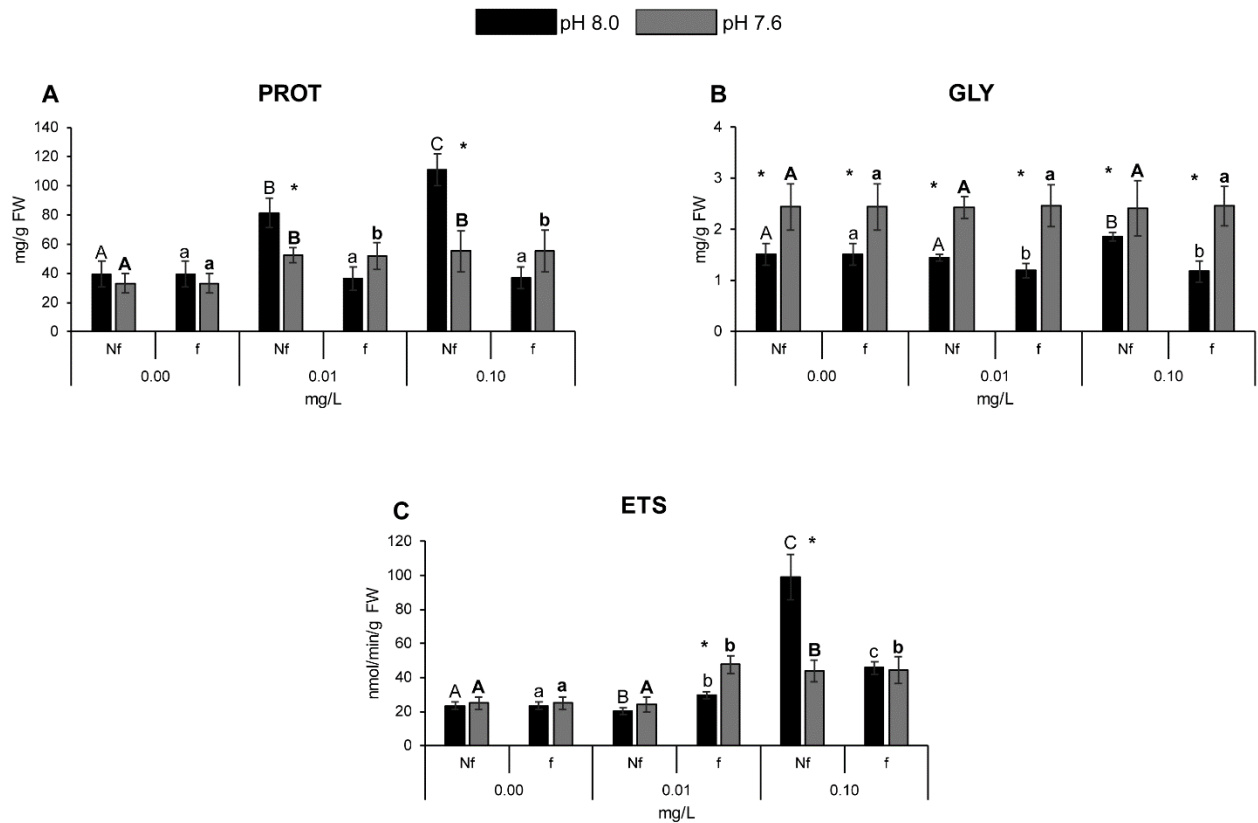 pH 8.0 pH 7.6
A PROT
140
120
100
80
60
40
20
0
mg/g FW
A A a a B B * a b C B * a b
Nf f Nf f Nf f
0.00 0.01 0.10
mg/L
B GLY
4
3
2
1
0
mg/g FW
* A * a * A * a * A * a
A a A b B b
Nf f Nf f Nf f
0.00 0.01 0.10
mg/L
C ETS
120
100
80
60
40
20
0
nmol/min/g FW
A A a a B A * b b C B * c b
Nf f Nf f Nf f
0.00 0.01 0.10
mg/L